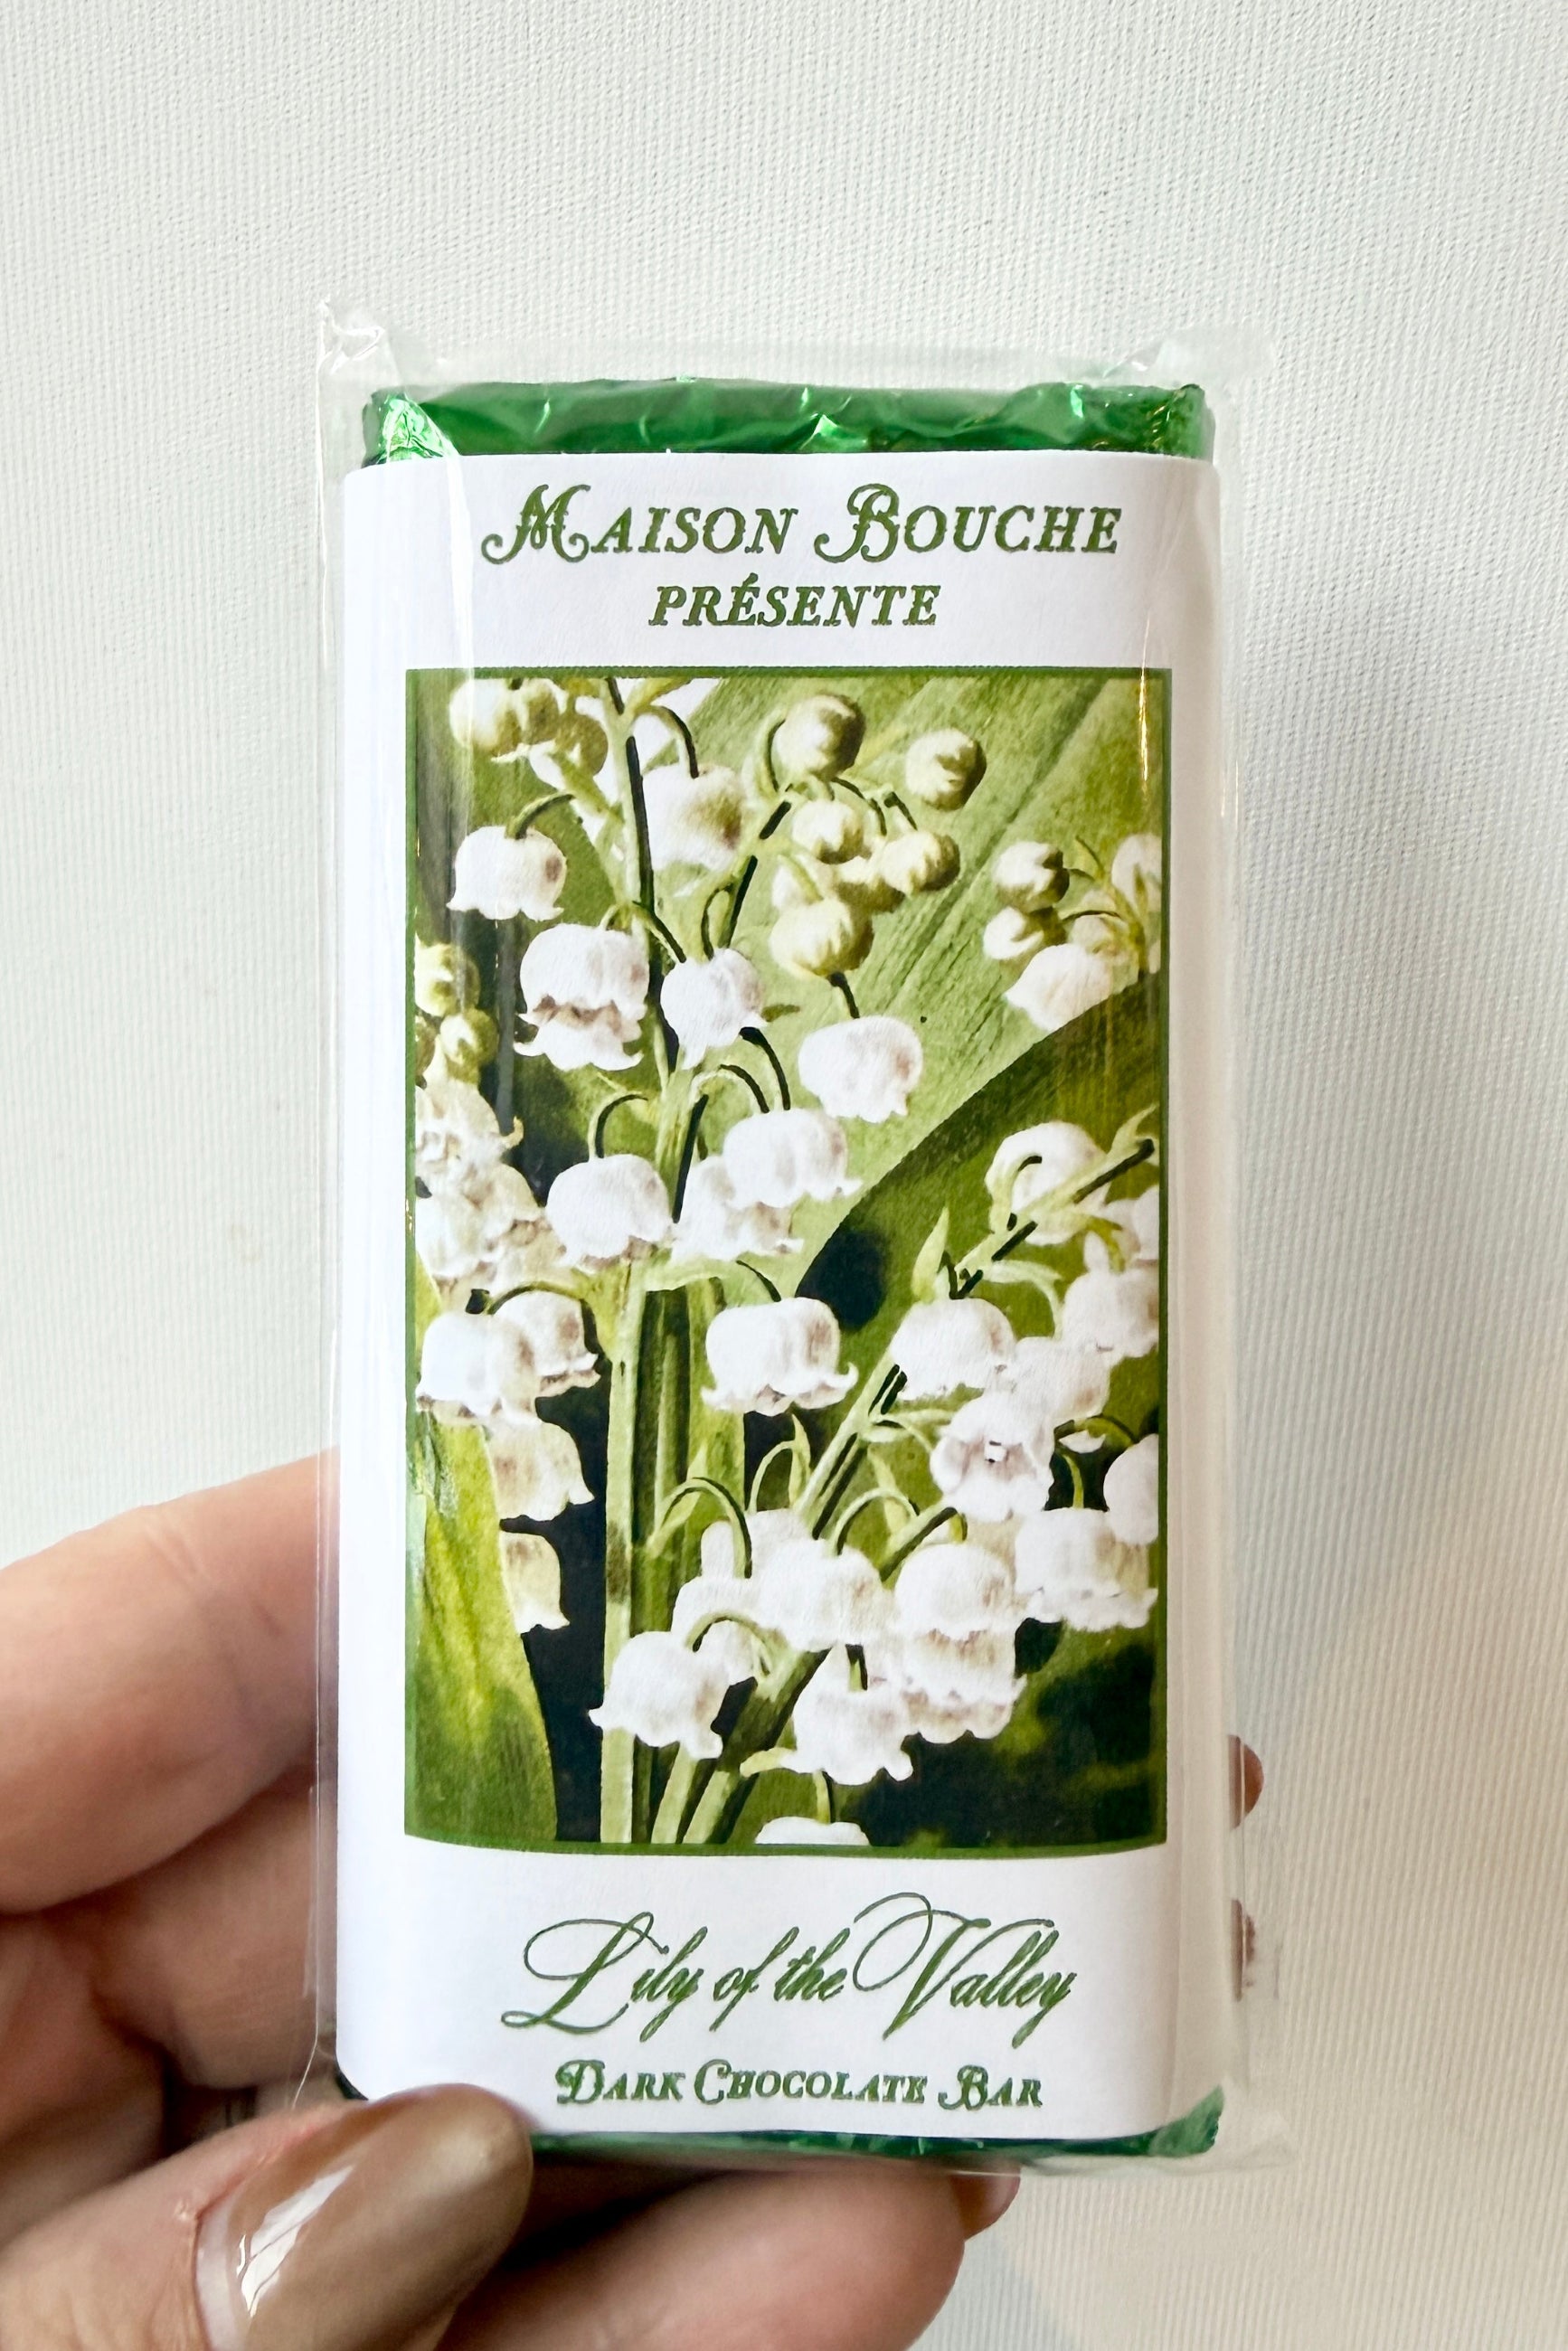 Maison Bouche
présente
Lily of the Valley
Dark Chocolate Bar